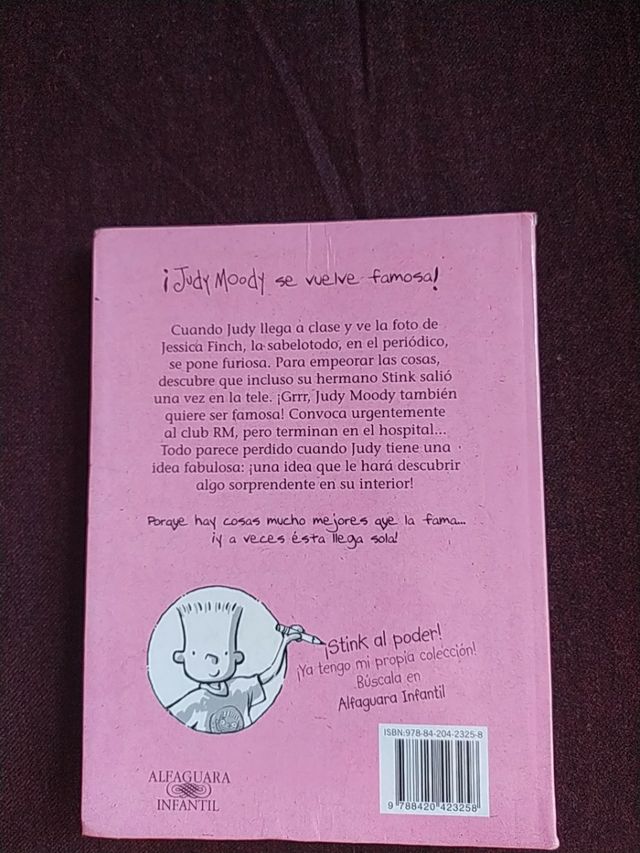 ¡Judy Moody se vuelve famosa!
Cuando Judy llega a clase y ve la foto de
Jessica Finch, la sabelotodo, en el periódico,
se pone furiosa. Para empeorar las cosas,
descubre que incluso su hermano Stink salió
una vez en la tele. ¡Grrr, Judy Moody también
quiere ser famosa! Convoca urgentemente
al club RM, pero terminan en el hospital...
Todo parece perdido cuando Judy tiene una
idea fabulosa: ¡una idea que le hará descubrir
algo sorprendente en su interior!
Porque hay cosas mucho mejores que la fama...
¡y a veces ésta llega sola!
¡Stink al poder!
¡Ya tengo mi propia colección!
Búscala en
Alfaguara Infantil
ISBN: 978-84-204-2325-8
9 788420 423258
ALFAGUARA
INFANTIL